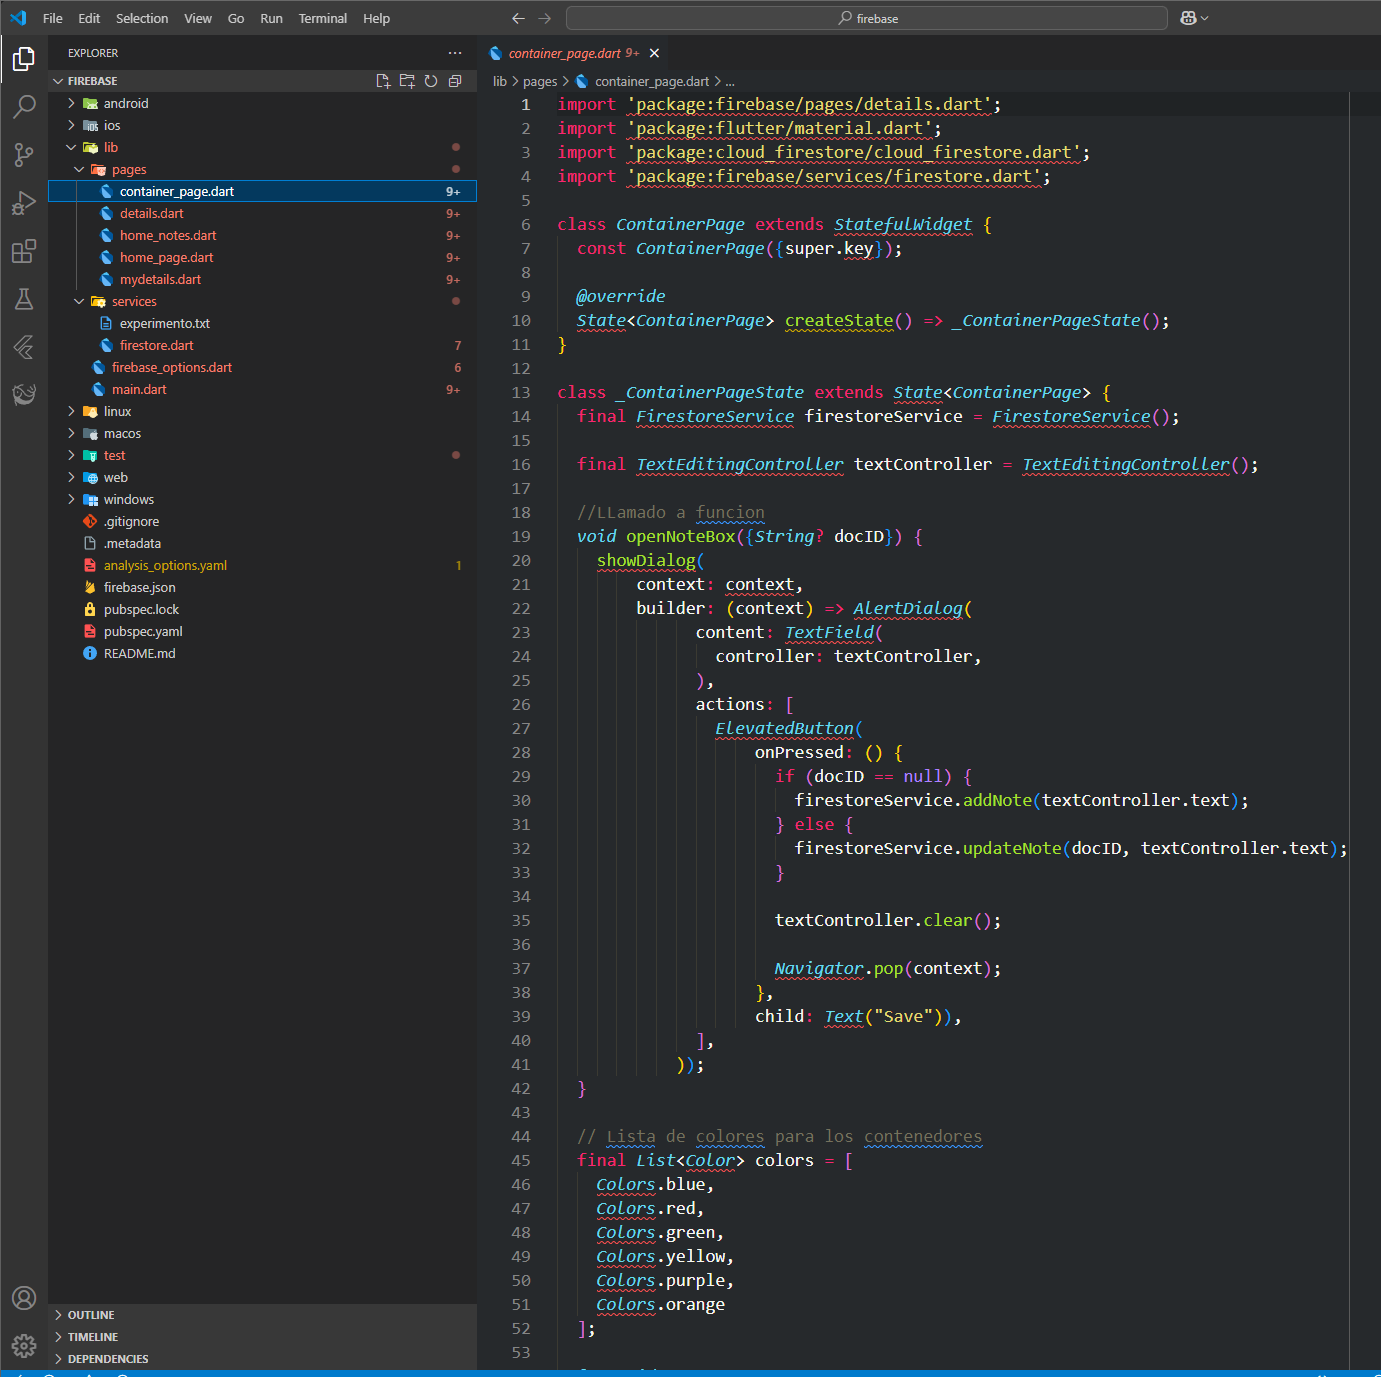 File Edit Selection View Go Run Terminal Help
firebase
EXPLORER
FIREBASE
android
ios
lib
pages
container_page.dart 9+
details.dart 9+
home_notes.dart 9+
home_page.dart 9+
mydetails.dart 9+
services
experimento.txt
firestore.dart 7
firebase_options.dart 6
main.dart 9+
linux
macos
test
web
windows
.gitignore
.metadata
analysis_options.yaml 1
firebase.json
pubspec.lock
pubspec.yaml
README.md
OUTLINE
TIMELINE
DEPENDENCIES
container_page.dart 9+
lib > pages > container_page.dart > ...
1 import 'package:firebase/pages/details.dart';
2 import 'package:flutter/material.dart';
3 import 'package:cloud_firestore/cloud_firestore.dart';
4 import 'package:firebase/services/firestore.dart';
5
6 class ContainerPage extends StatefulWidget {
7   const ContainerPage({super.key});
8
9   @override
10   State<ContainerPage> createState() => _ContainerPageState();
11 }
12
13 class _ContainerPageState extends State<ContainerPage> {
14   final FirestoreService firestoreService = FirestoreService();
15
16   final TextEditingController textController = TextEditingController();
17
18   //LLamado a funcion
19   void openNoteBox({String? docID}) {
20     showDialog(
21         context: context,
22         builder: (context) => AlertDialog(
23               content: TextField(
24                 controller: textController,
25               ),
26               actions: [
27                 ElevatedButton(
28                     onPressed: () {
29                       if (docID == null) {
30                         firestoreService.addNote(textController.text);
31                       } else {
32                         firestoreService.updateNote(docID, textController.text);
33                       }
34
35                       textController.clear();
36
37                       Navigator.pop(context);
38                     },
39                     child: Text("Save")),
40               ],
41             ));
42   }
43
44   // Lista de colores para los contenedores
45   final List<Color> colors = [
46     Colors.blue,
47     Colors.red,
48     Colors.green,
49     Colors.yellow,
50     Colors.purple,
51     Colors.orange
52   ];
53